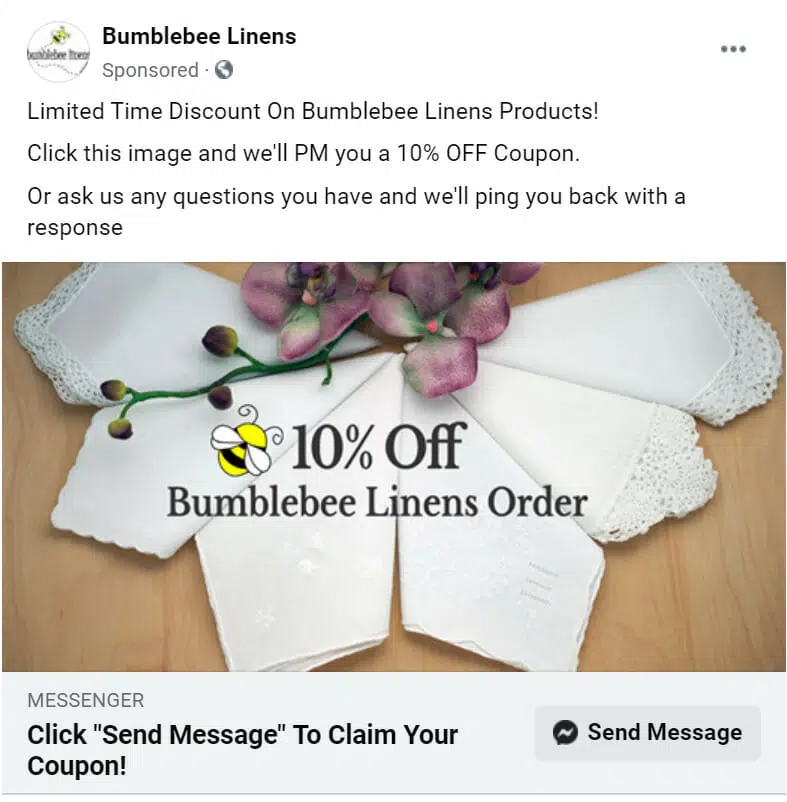 Bumblebee Linens
bumblebee linens
Sponsored ·
Limited Time Discount On Bumblebee Linens Products!
Click this image and we'll PM you a 10% OFF Coupon.
Or ask us any questions you have and we'll ping you back with a
response
10% Off
Bumblebee Linens Order
MESSENGER
Click "Send Message" To Claim Your
Coupon!
Send Message